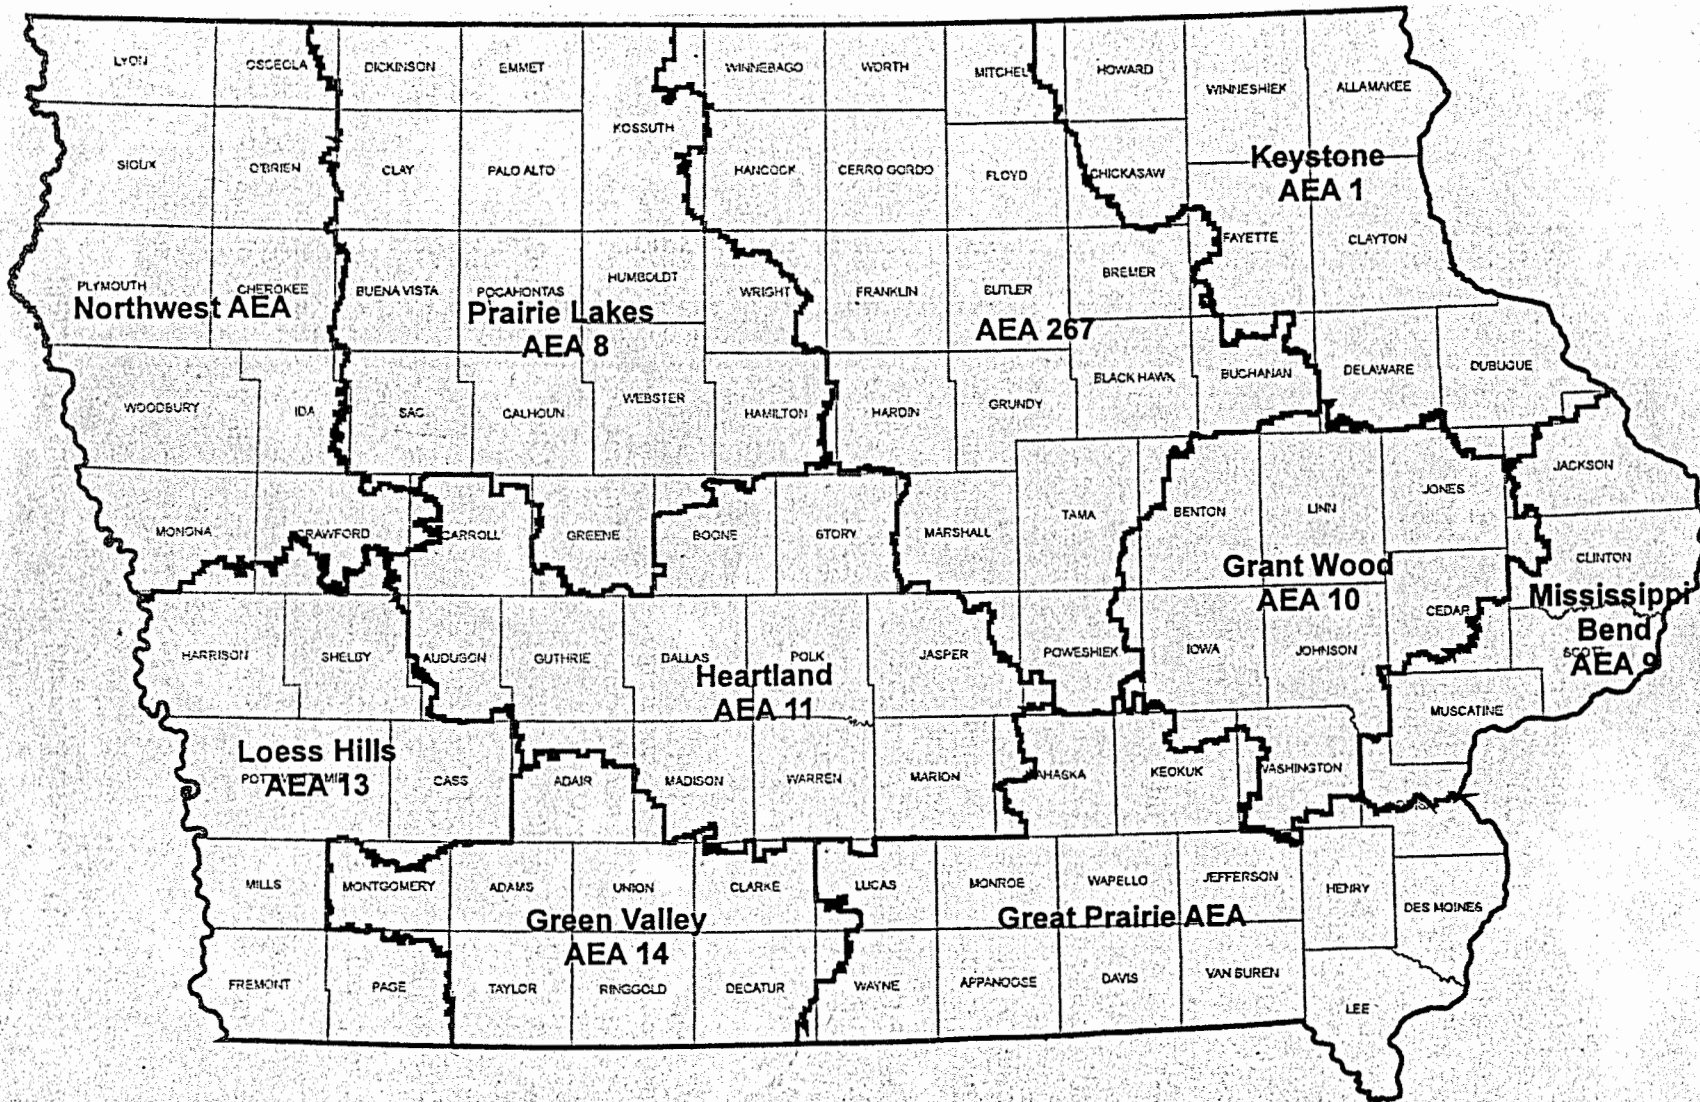 LYON
OSCEOLA
DICKINSON
EMMET
WINNEBAGO
WORTH
MITCHEL
HOWARD
WINNESHIEK
ALLAMAKEE
KOSSUTH
SIOUX
O'BRIEN
CLAY
PALO ALTO
HANCOCK
CERRO GORDO
FLOYD
CHICKASAW
Keystone
AEA 1
FAYETTE
CLAYTON
PLYMOUTH
CHEROKEE
BUENA VISTA
POCAHONTAS
HUMBOLDT
WRIGHT
FRANKLIN
BUTLER
BREMER
Northwest AEA
Prairie Lakes
AEA 8
AEA 267
WOODBURY
IDA
SAC
CALHOUN
WEBSTER
HAMILTON
HARDIN
GRUNDY
BLACK HAWK
BUCHANAN
DELAWARE
DUBUQUE
MONONA
CRAWFORD
CARROLL
GREENE
BOONE
STORY
MARSHALL
TAMA
BENTON
LINN
JONES
JACKSON
CLINTON
Grant Wood
AEA 10
CEDAR
Mississippi
Bend
SCOTT
AEA 9
HARRISON
SHELBY
AUDUBON
GUTHRIE
DALLAS
POLK
JASPER
POWESHIEK
IOWA
JOHNSON
Heartland
AEA 11
MUSCATINE
Loess Hills
AEA 13
CASS
ADAIR
MADISON
WARREN
MARION
AHASKA
KEOKUK
WASHINGTON
MILLS
MONTGOMERY
ADAMS
UNION
CLARKE
LUCAS
MONROE
WAPELLO
JEFFERSON
HENRY
DES MOINES
Green Valley
AEA 14
Great Prairie AEA
FREMONT
PAGE
TAYLOR
RINGGOLD
DECATUR
WAYNE
APPANOOSE
DAVIS
VAN BUREN
LEE